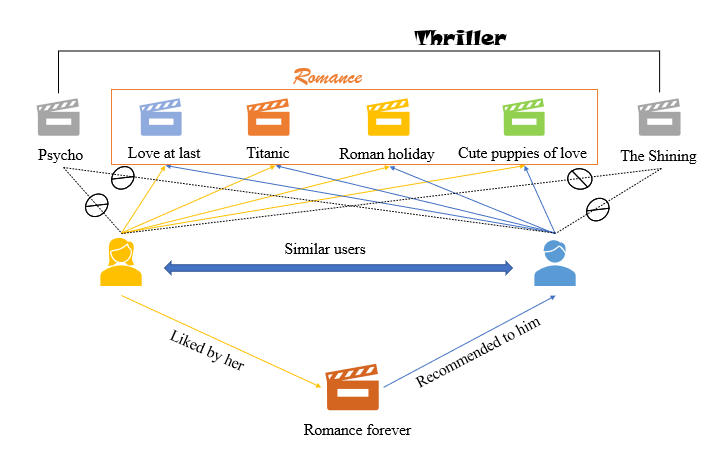 Thriller
Romance
Psycho
Love at last
Titanic
Roman holiday
Cute puppies of love
The Shining
Similar users
Liked by her
Recommended to him
Romance forever